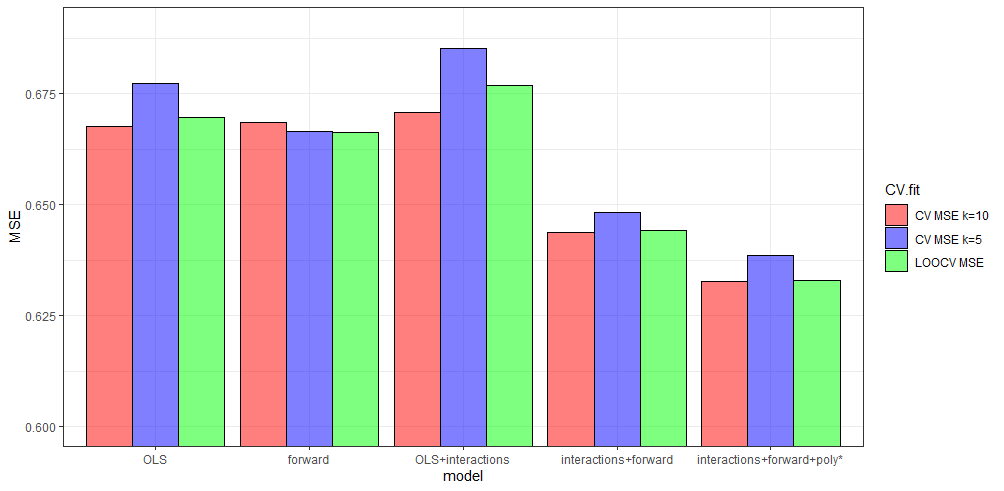 MSE
0.675
0.650
0.625
0.600
OLS
forward
OLS+interactions
interactions+forward
interactions+forward+poly*
model
CV.fit
CV MSE k=10
CV MSE k=5
LOOCV MSE